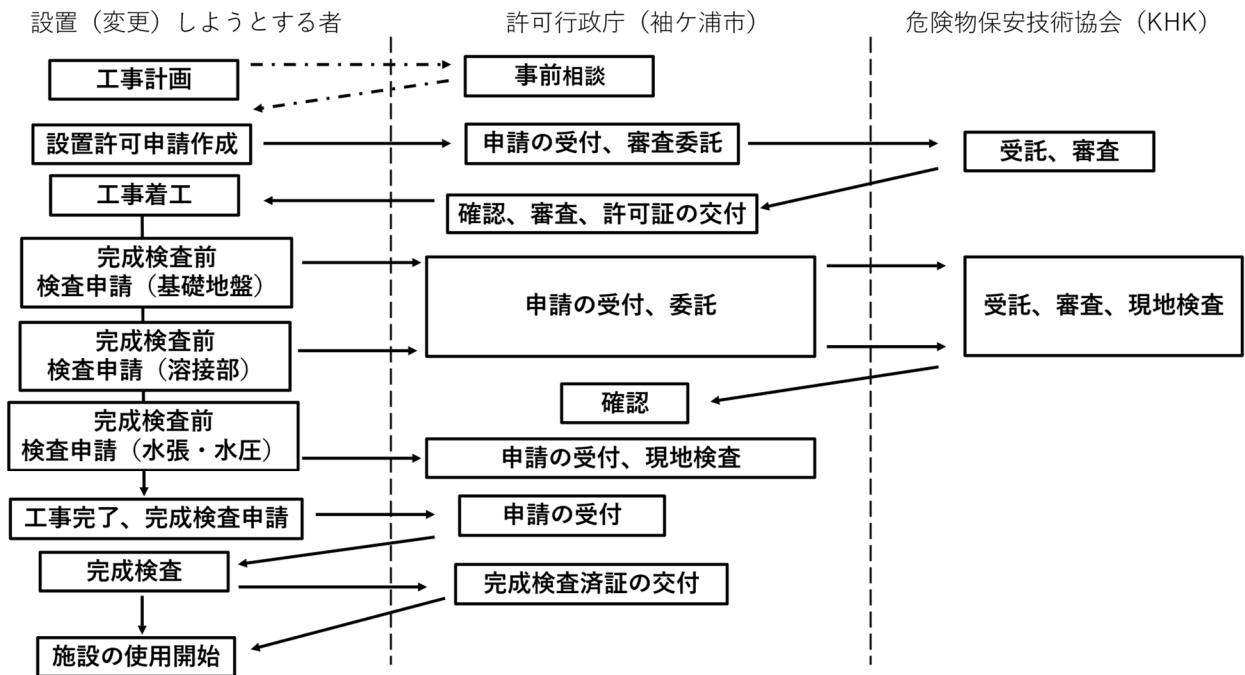 設置（変更）しようとする者
許可行政庁（袖ケ浦市）
危険物保安技術協会（KHK）
工事計画
事前相談
設置許可申請作成
申請の受付、審査委託
受託、審査
工事着工
確認、審査、許可証の交付
完成検査前
検査申請（基礎地盤）
申請の受付、委託
受託、審査、現地検査
完成検査前
検査申請（溶接部）
確認
完成検査前
検査申請（水張・水圧）
申請の受付、現地検査
工事完了、完成検査申請
申請の受付
完成検査
完成検査済証の交付
施設の使用開始